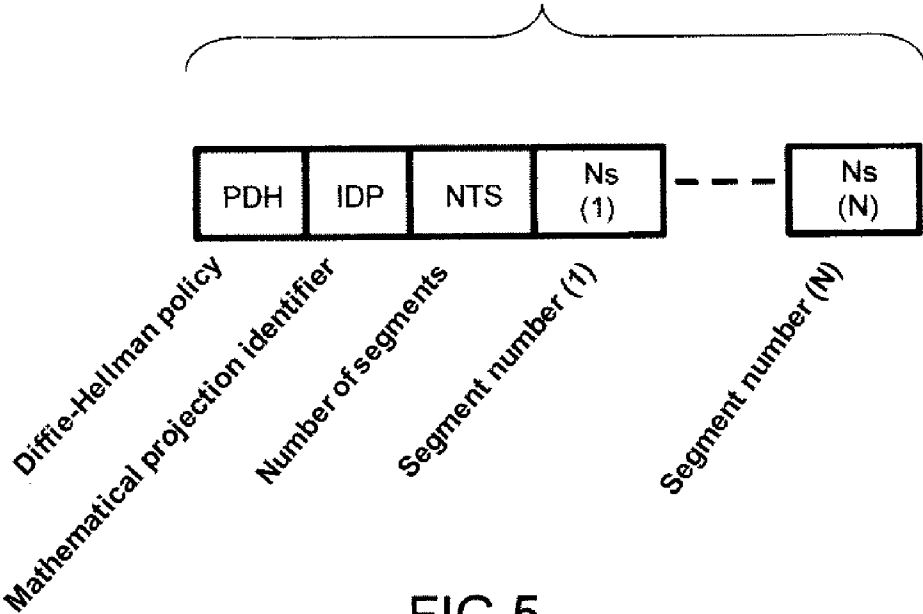 PDH
IDP
NTS
Ns
(1)
Ns
(N)
Diffie-Hellman policy
Mathematical projection identifier
Number of segments
Segment number (1)
Segment number (N)
FIG.5